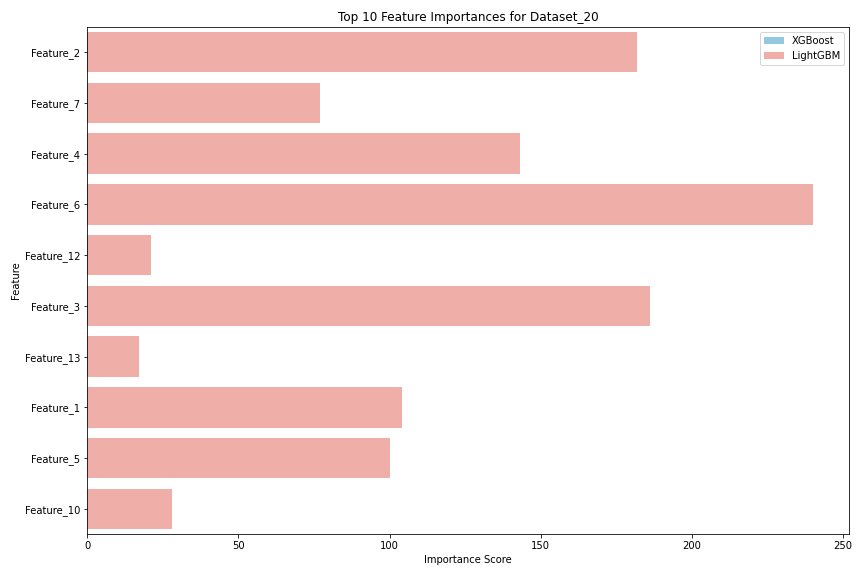 Top 10 Feature Importances for Dataset_20
XGBoost
LightGBM
Feature_2
Feature_7
Feature_4
Feature_6
Feature_12
Feature_3
Feature_13
Feature_1
Feature_5
Feature_10
Feature
0 50 100 150 200 250
Importance Score